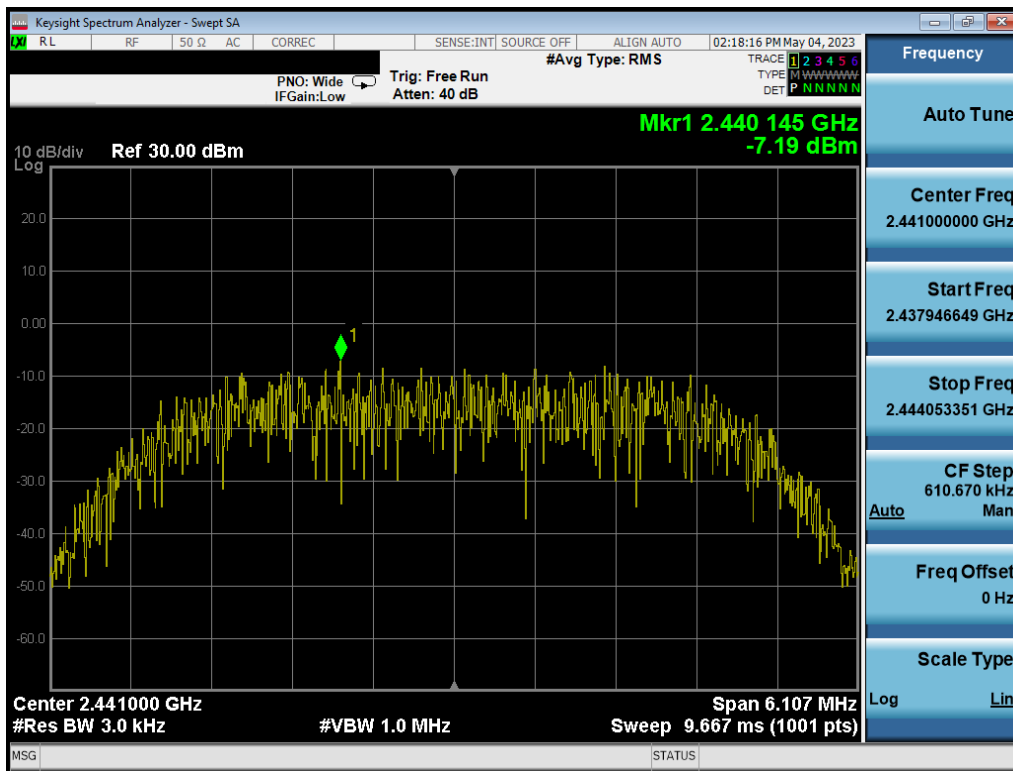 Keysight Spectrum Analyzer - Swept SA
LXI RL RF 50 Ω AC CORREC SENSE:INT SOURCE OFF ALIGN AUTO 02:18:16 PM May 04, 2023
#Avg Type: RMS
TRACE 1 2 3 4 5 6
PNO: Wide Trig: Free Run TYPE M W W W W W
IFGain:Low Atten: 40 dB DET P N N N N N
Mkr1 2.440 145 GHz
-7.19 dBm
10 dB/div Ref 30.00 dBm
Log
20.0
10.0
0.00
1
-10.0
-20.0
-30.0
-40.0
-50.0
-60.0
Center 2.441000 GHz Span 6.107 MHz
#Res BW 3.0 kHz #VBW 1.0 MHz Sweep 9.667 ms (1001 pts)
MSG STATUS
Frequency
Auto Tune
Center Freq
2.441000000 GHz
Start Freq
2.437946649 GHz
Stop Freq
2.444053351 GHz
CF Step
610.670 kHz
Auto Man
Freq Offset
0 Hz
Scale Type
Log Lin